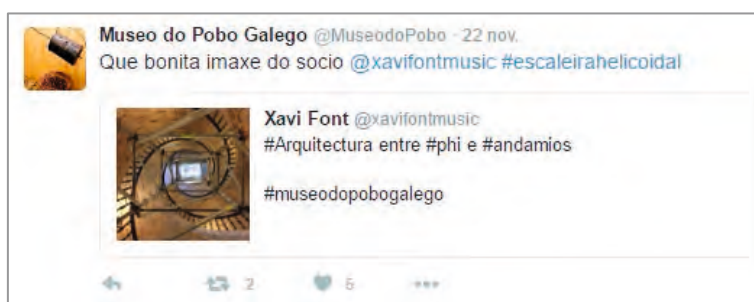 Museo do Pobo Galego @MuseodoPobo · 22 nov.
Que bonita imaxe do socio @xavifontmusic #escaleirahelicoidal
Xavi Font @xavifontmusic
#Arquitectura entre #phi e #andamios
#museodopobogalego
2 5